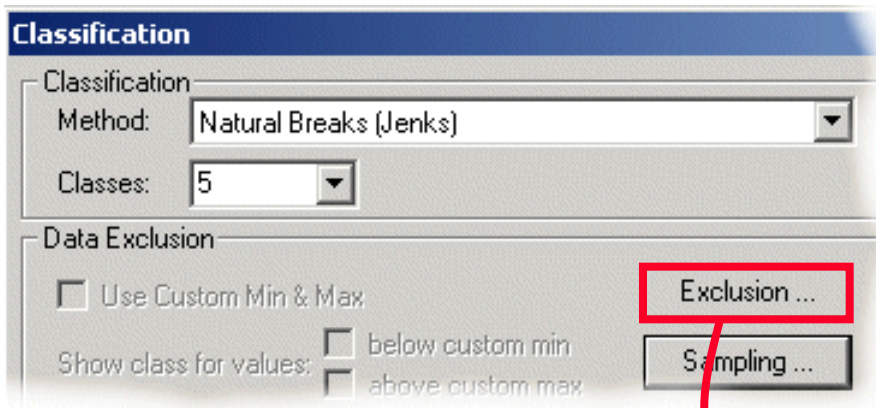 Classification
Classification
Method: Natural Breaks (Jenks)
Classes: 5
Data Exclusion
Use Custom Min & Max
Exclusion ...
Show class for values: below custom min
above custom max
Sampling ...